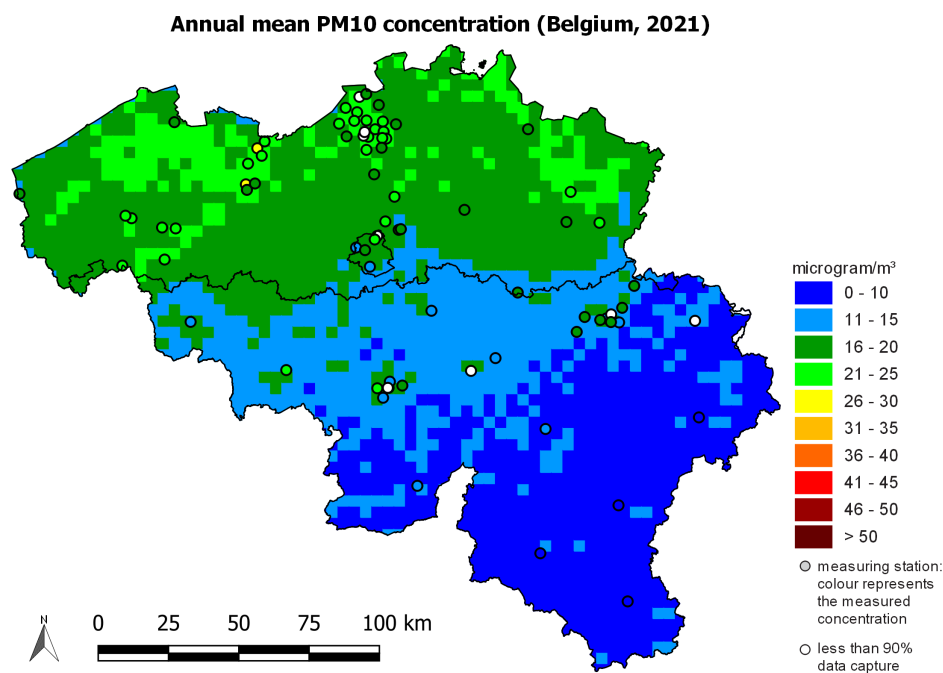 Annual mean PM10 concentration (Belgium, 2021)
microgram/m³
0 - 10
11 - 15
16 - 20
21 - 25
26 - 30
31 - 35
36 - 40
41 - 45
46 - 50
> 50
measuring station:
colour represents
the measured
concentration
less than 90%
data capture
N
0 25 50 75 100 km